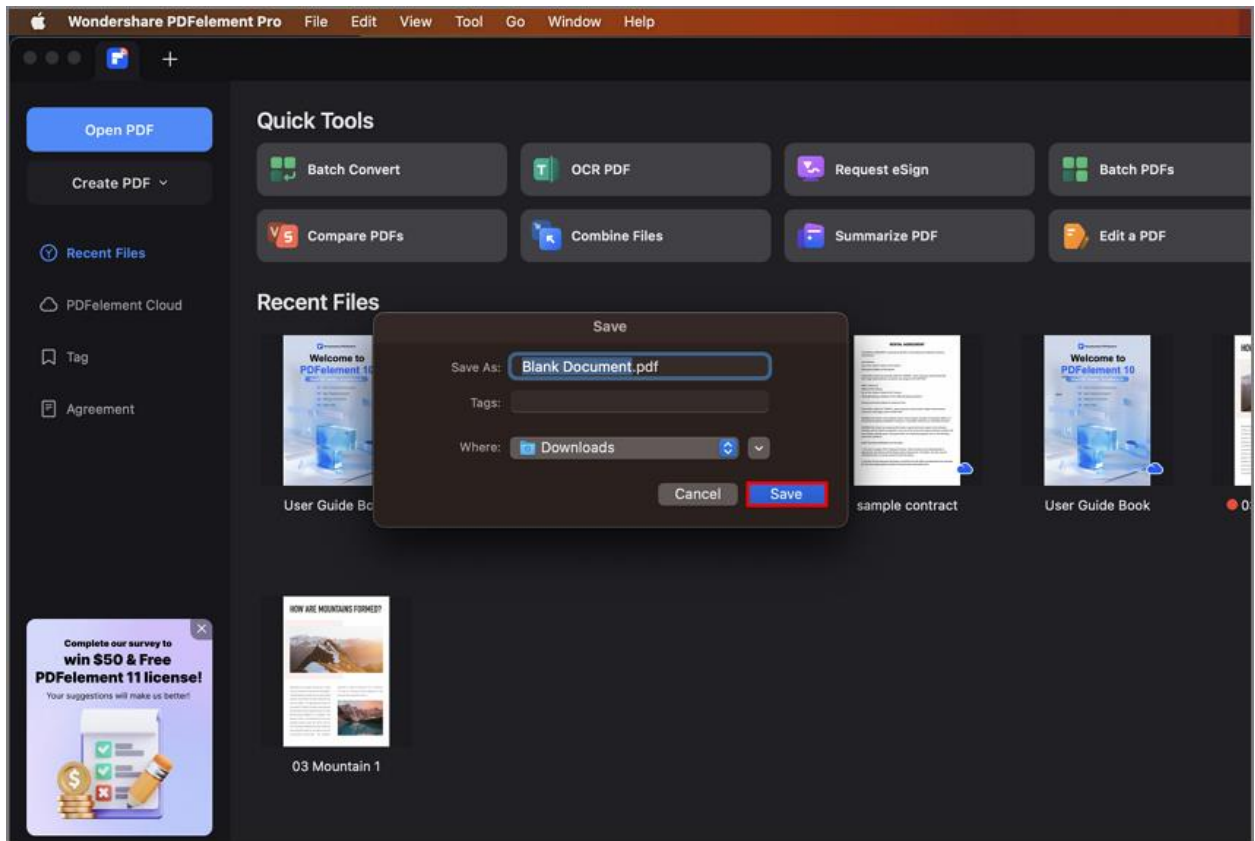 Wondershare PDFelement Pro File Edit View Tool Go Window Help
Open PDF
Create PDF
Recent Files
PDFelement Cloud
Tag
Agreement
Quick Tools
Batch Convert
OCR PDF
Request eSign
Batch PDFs
Compare PDFs
Combine Files
Summarize PDF
Edit a PDF
Recent Files
Welcome to
PDFelement 10
User Guide Bo
RENTAL AGREEMENT
sample contract
Welcome to
PDFelement 10
User Guide Book
HO
03
HOW ARE MOUNTAINS FORMED?
03 Mountain 1
Save
Save As: Blank Document.pdf
Tags:
Where: Downloads
Cancel Save
Complete our survey to
win $50 & Free
PDFelement 11 license!
Your suggestions will make us better!